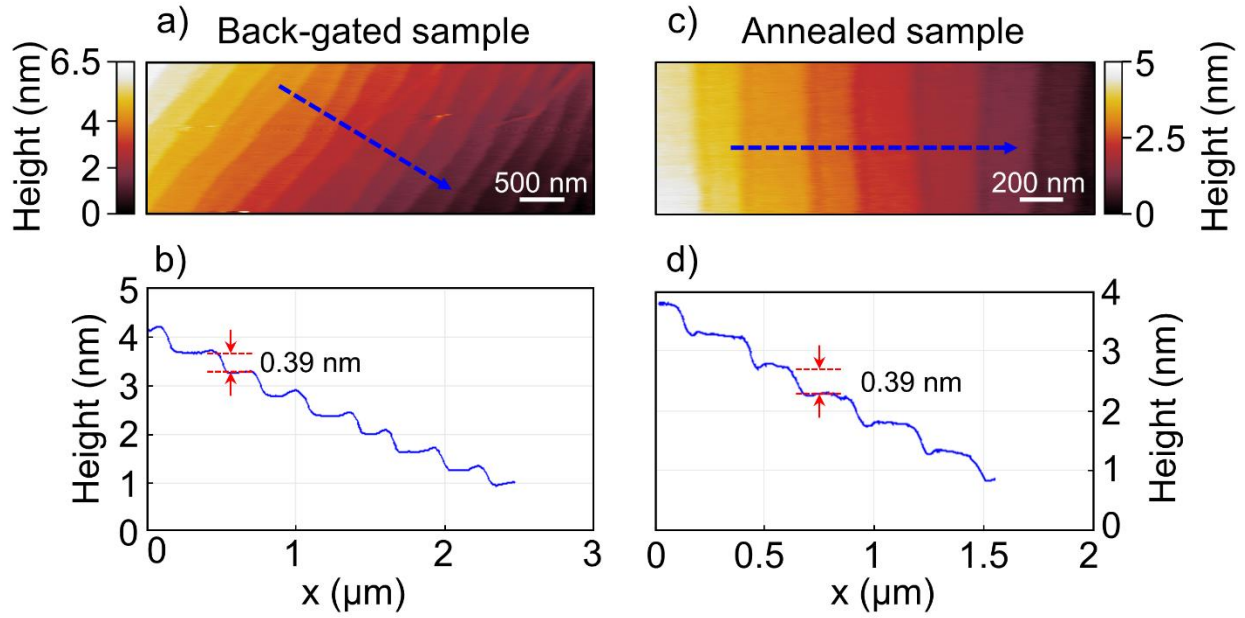 a) Back-gated sample
Height (nm)
6.5
4
2
0
500 nm
c) Annealed sample
200 nm
5
2.5
0
Height (nm)
b)
Height (nm)
5
4
3
2
1
0
0.39 nm
0 1 2 3
x (μm)
d)
0.39 nm
4
3
2
1
0
Height (nm)
0 0.5 1 1.5 2
x (μm)